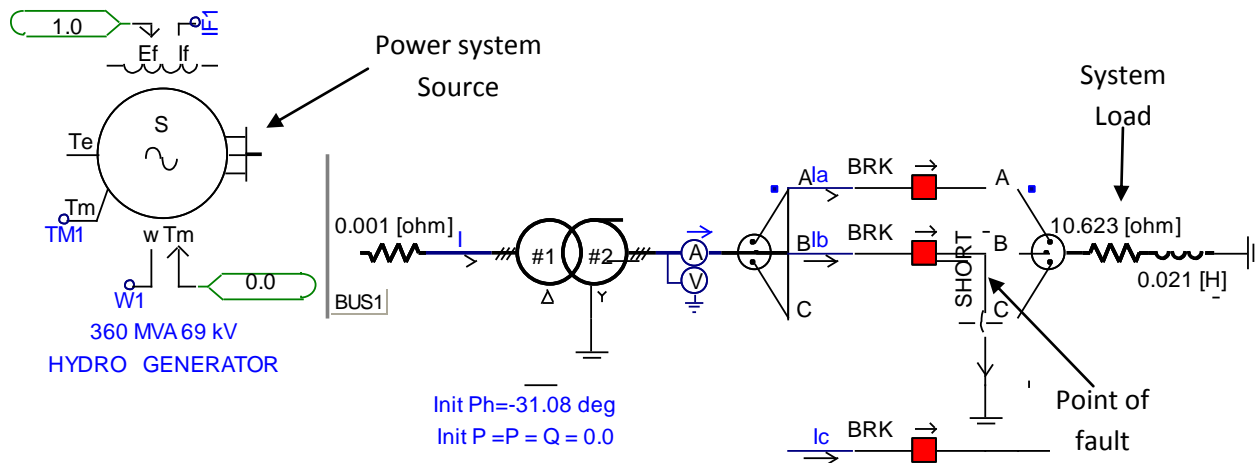 1.0
IF1
Ef If
Power system
Source
System
Load
S
Te
Tm
TM1
w Tm
W1
0.0
360 MVA 69 kV
HYDRO GENERATOR
BUS1
0.001 [ohm]
I
#1
#2
Δ
Y
A
V
A
Ia
BRK
A
B
Ib
BRK
B
C
C
SHORT
10.623 [ohm]
0.021 [H]
Init Ph=-31.08 deg
Init P =P = Q = 0.0
Point of
fault
Ic
BRK